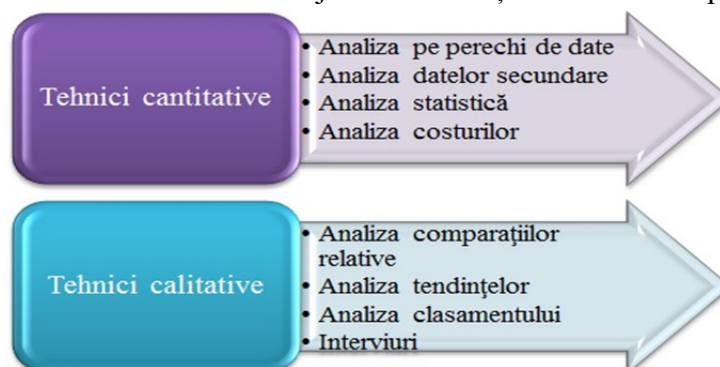 Tehnici cantitative
• Analiza pe perechi de date
• Analiza datelor secundare
• Analiza statistică
• Analiza costurilor
Tehnici calitative
• Analiza comparaţiilor
relative
• Analiza tendinţelor
• Analiza clasamentului
• Interviuri